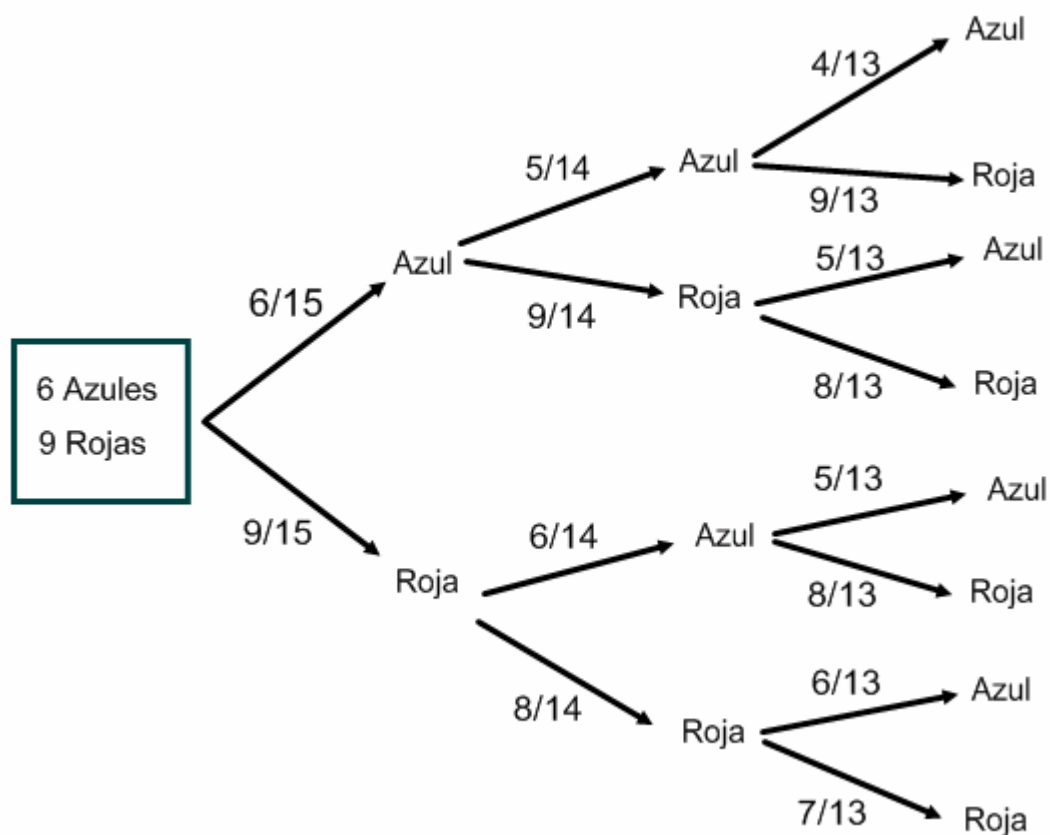 6 Azules
9 Rojas
6/15
9/15
Azul
Roja
5/14
9/14
6/14
8/14
Azul
Roja
Azul
Roja
4/13
9/13
5/13
8/13
5/13
8/13
6/13
7/13
Azul
Roja
Azul
Roja
Azul
Roja
Azul
Roja